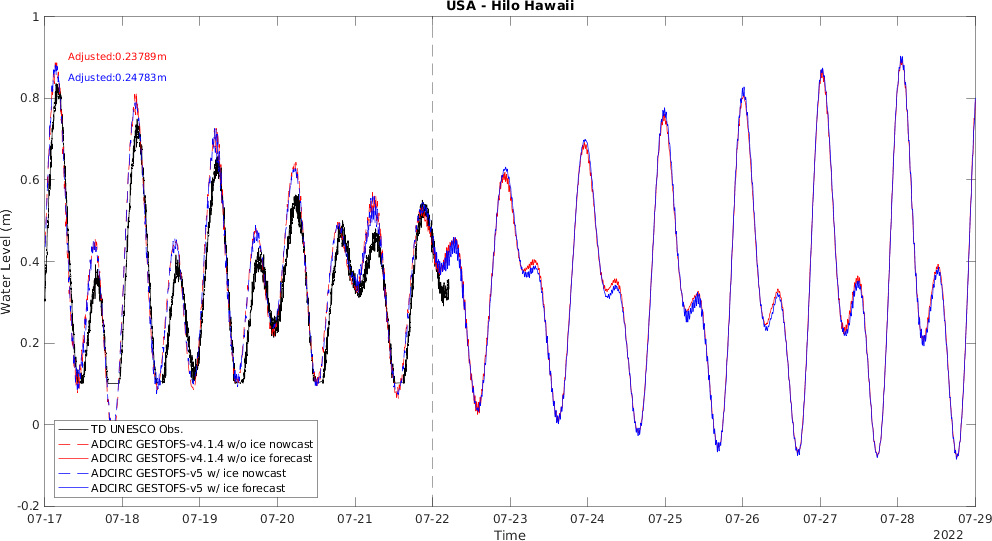 USA - Hilo Hawaii
Adjusted:0.23789m
Adjusted:0.24783m
Water Level (m)
1
0.8
0.6
0.4
0.2
0
-0.2
TD UNESCO Obs.
ADCIRC GESTOFS-v4.1.4 w/o ice nowcast
ADCIRC GESTOFS-v4.1.4 w/o ice forecast
ADCIRC GESTOFS-v5 w/ ice nowcast
ADCIRC GESTOFS-v5 w/ ice forecast
07-17 07-18 07-19 07-20 07-21 07-22 07-23 07-24 07-25 07-26 07-27 07-28 07-29
Time
2022